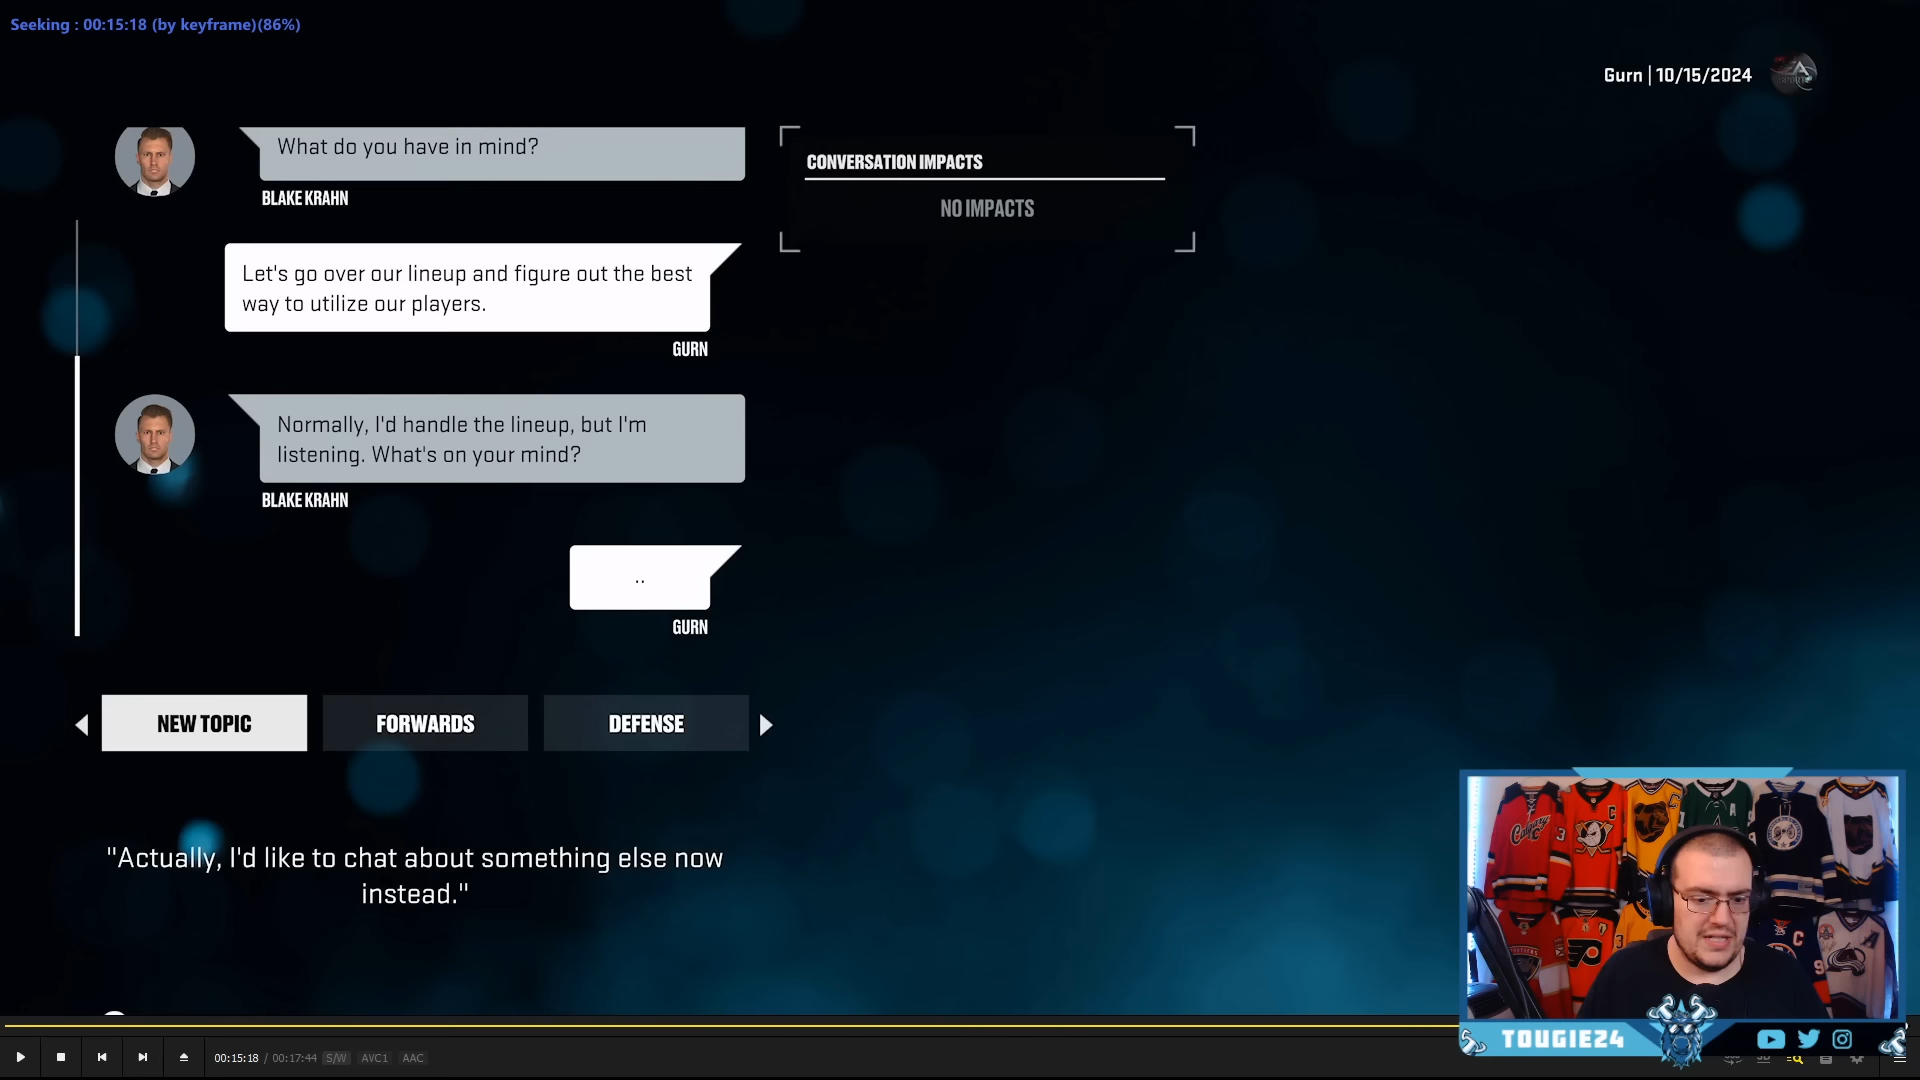 Seeking : 00:15:18 (by keyframe)(86%)
Gurn | 10/15/2024
What do you have in mind?
BLAKE KRAHN
CONVERSATION IMPACTS
NO IMPACTS
Let's go over our lineup and figure out the best
way to utilize our players.
GURN
Normally, I'd handle the lineup, but I'm
listening. What's on your mind?
BLAKE KRAHN
..
GURN
NEW TOPIC
FORWARDS
DEFENSE
"Actually, I'd like to chat about something else now
instead."
TOUGIE24
00:15:18 / 00:17:44 S/W AVC1 AAC